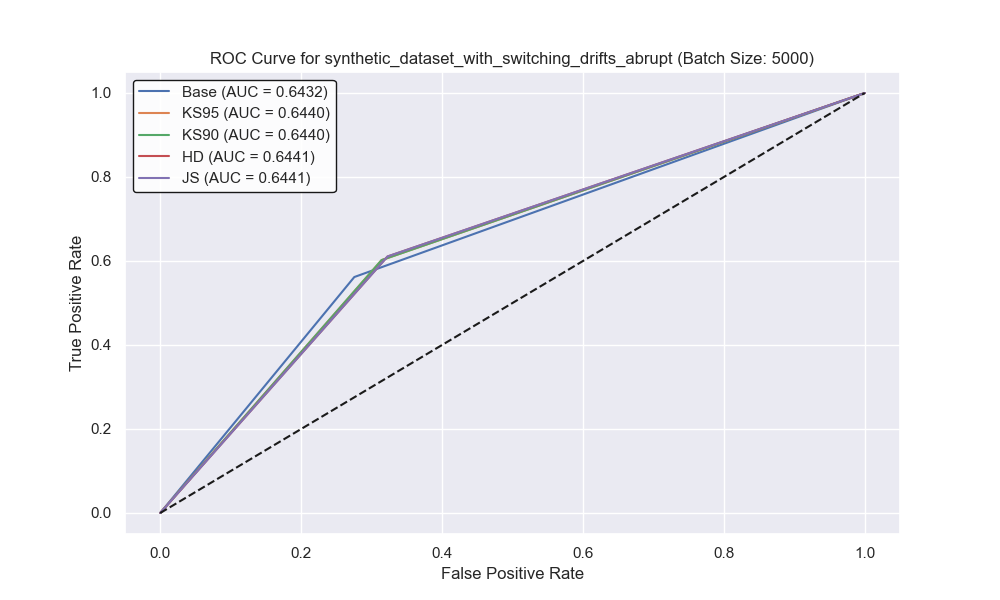 ROC Curve for synthetic_dataset_with_switching_drifts_abrupt (Batch Size: 5000)
Base (AUC = 0.6432)
KS95 (AUC = 0.6440)
KS90 (AUC = 0.6440)
HD (AUC = 0.6441)
JS (AUC = 0.6441)
True Positive Rate
1.0
0.8
0.6
0.4
0.2
0.0
0.0 0.2 0.4 0.6 0.8 1.0
False Positive Rate